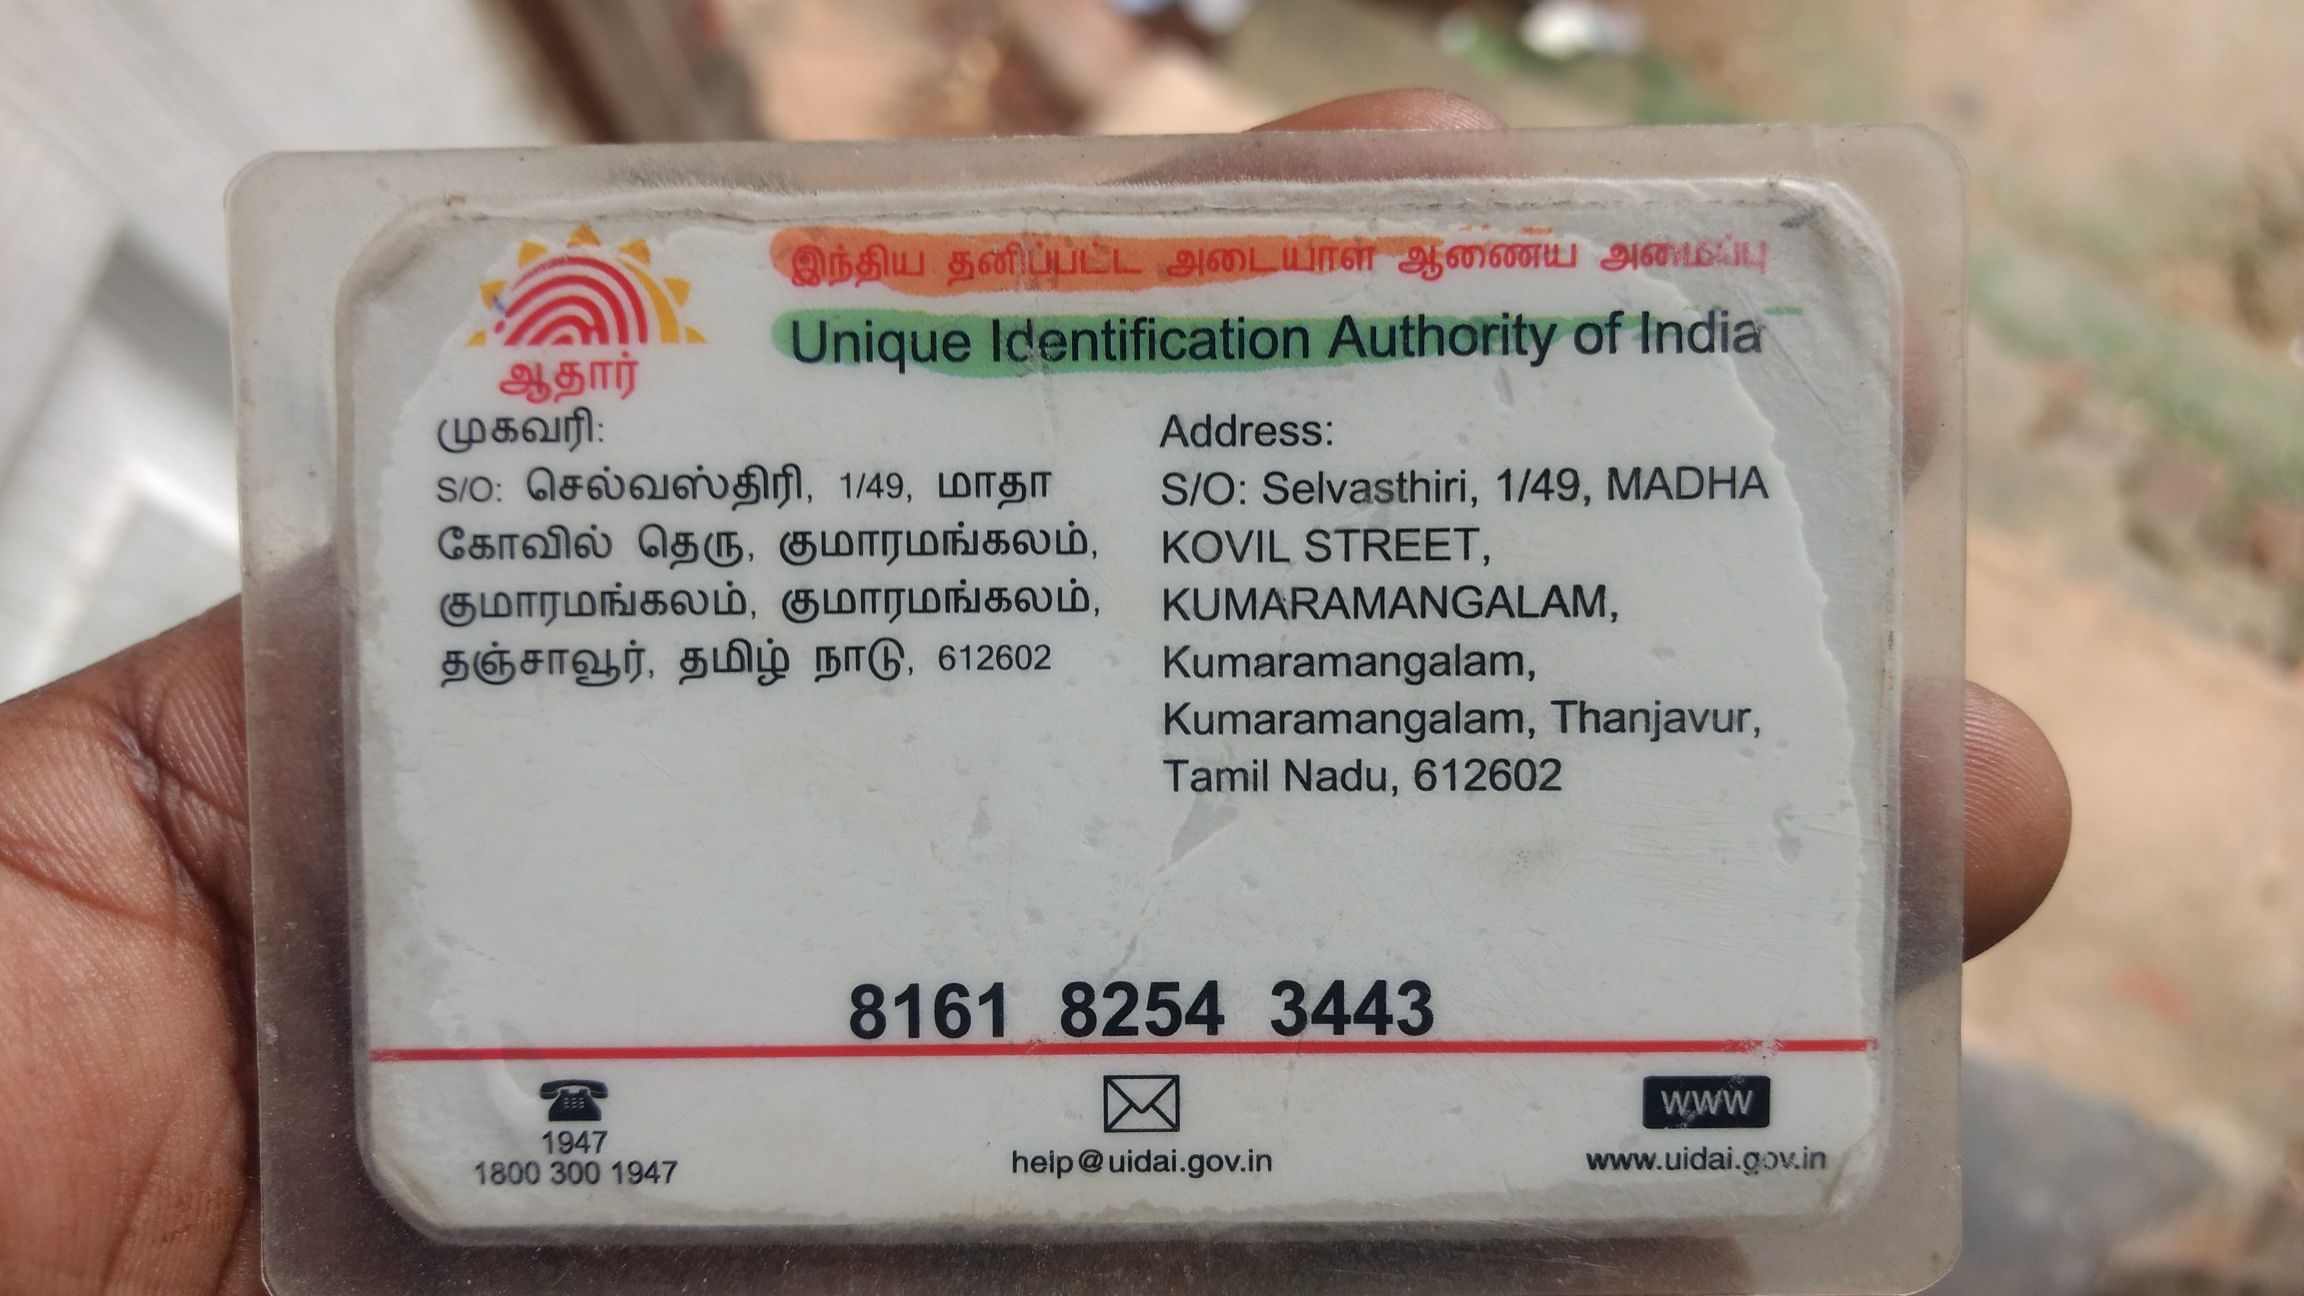 இந்திய தனிப்பட்ட அடையாள ஆணைய அமைப்பு
Unique Identification Authority of India
ஆதார்
முகவரி:
S/O: செல்வஸ்திரி, 1/49, மாதா
கோவில் தெரு, குமாரமங்கலம்,
குமாரமங்கலம், குமாரமங்கலம்,
தஞ்சாவூர், தமிழ் நாடு, 612602
Address:
S/O: Selvasthiri, 1/49, MADHA
KOVIL STREET,
KUMARAMANGALAM,
Kumaramangalam,
Kumaramangalam, Thanjavur,
Tamil Nadu, 612602
8161 8254 3443
1947
1800 300 1947
help@uidai.gov.in
WWW
www.uidai.gov.in